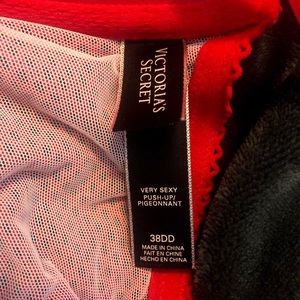 VICTORIA'S
SECRET
VERY SEXY
PUSH-UP/
PIGEONNANT
38DD
MADE IN CHINA
FAIT EN CHINE
HECHO EN CHINA